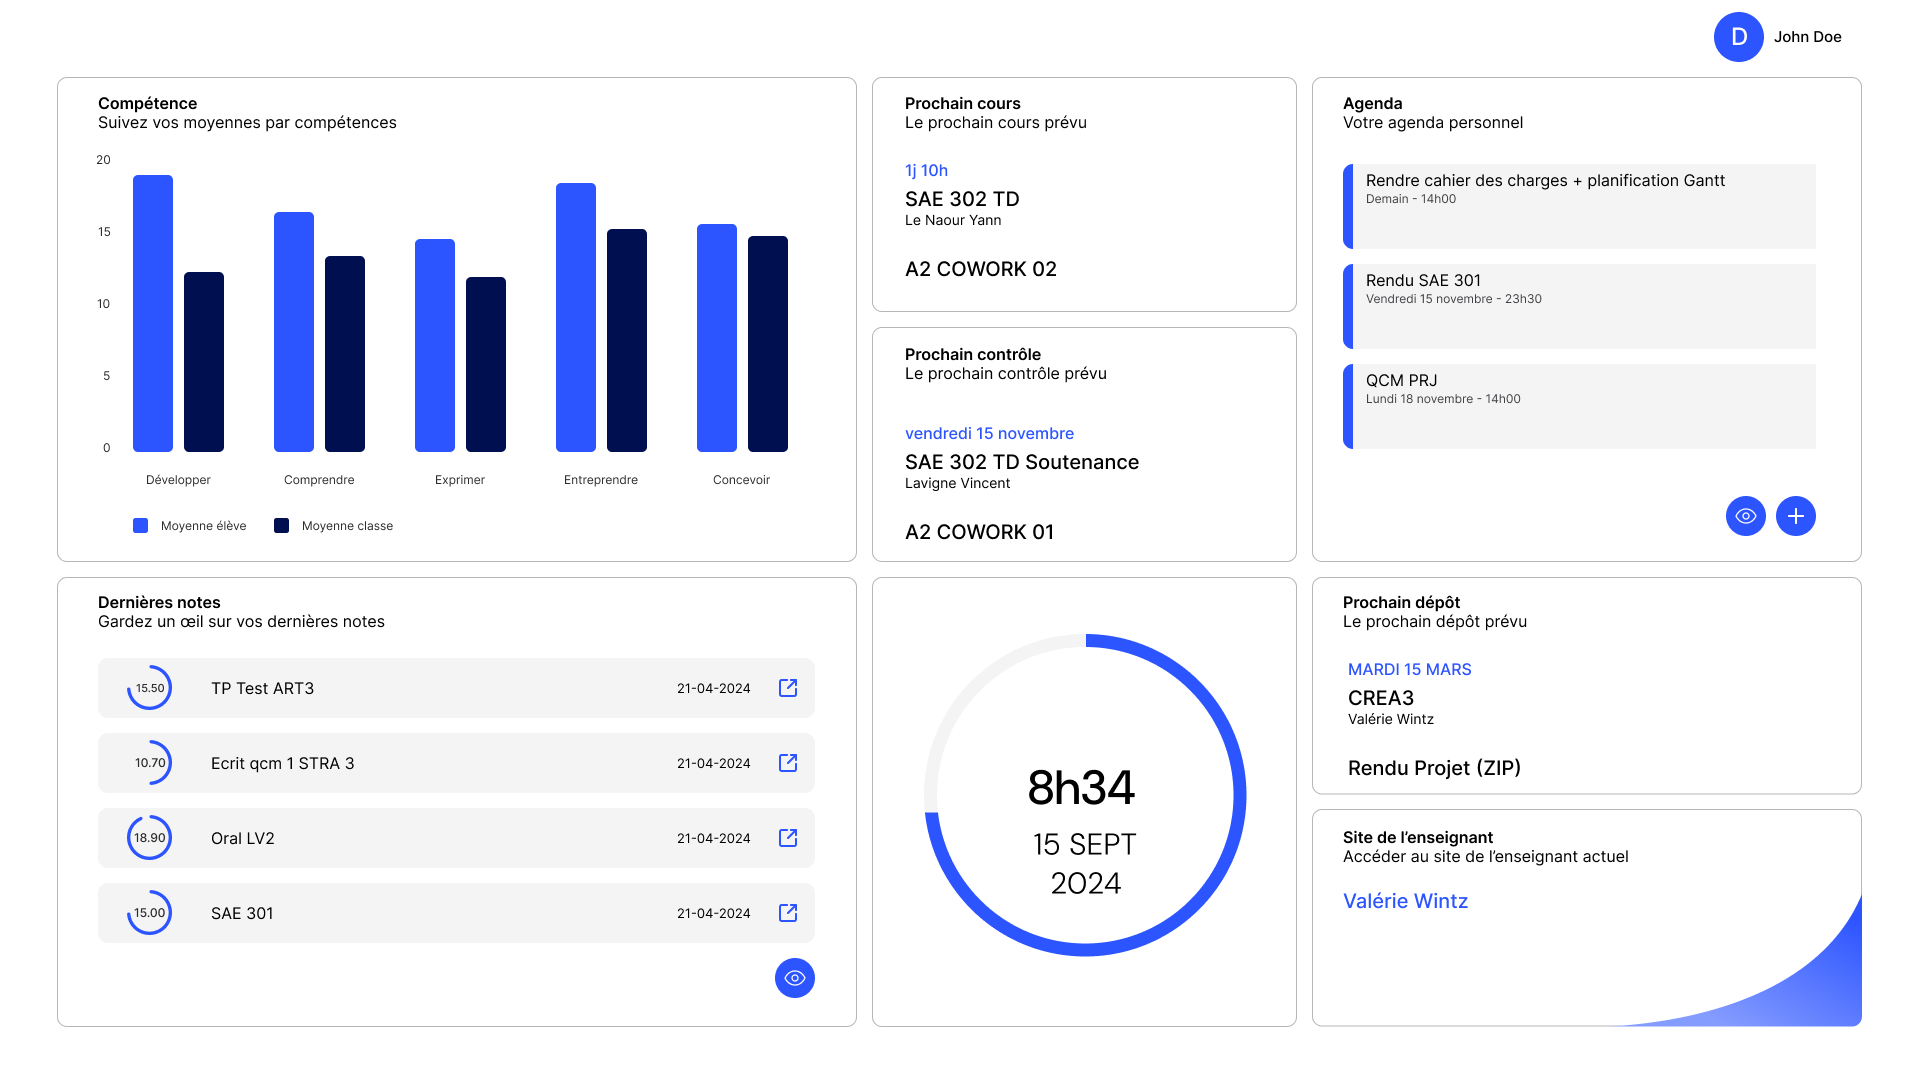 D
John Doe
Compétence
Suivez vos moyennes par compétences
20
15
10
5
0
Développer
Comprendre
Exprimer
Entreprendre
Concevoir
Moyenne élève
Moyenne classe
Prochain cours
Le prochain cours prévu
1j 10h
SAE 302 TD
Le Naour Yann
A2 COWORK 02
Prochain contrôle
Le prochain contrôle prévu
vendredi 15 novembre
SAE 302 TD Soutenance
Lavigne Vincent
A2 COWORK 01
Agenda
Votre agenda personnel
Rendre cahier des charges + planification Gantt
Demain - 14h00
Rendu SAE 301
Vendredi 15 novembre - 23h30
QCM PRJ
Lundi 18 novembre - 14h00
Dernières notes
Gardez un œil sur vos dernières notes
15.50 TP Test ART3 21-04-2024
10.70 Ecrit qcm 1 STRA 3 21-04-2024
18.90 Oral LV2 21-04-2024
15.00 SAE 301 21-04-2024
8h34
15 SEPT
2024
Prochain dépôt
Le prochain dépôt prévu
MARDI 15 MARS
CREA3
Valérie Wintz
Rendu Projet (ZIP)
Site de l’enseignant
Accéder au site de l’enseignant actuel
Valérie Wintz